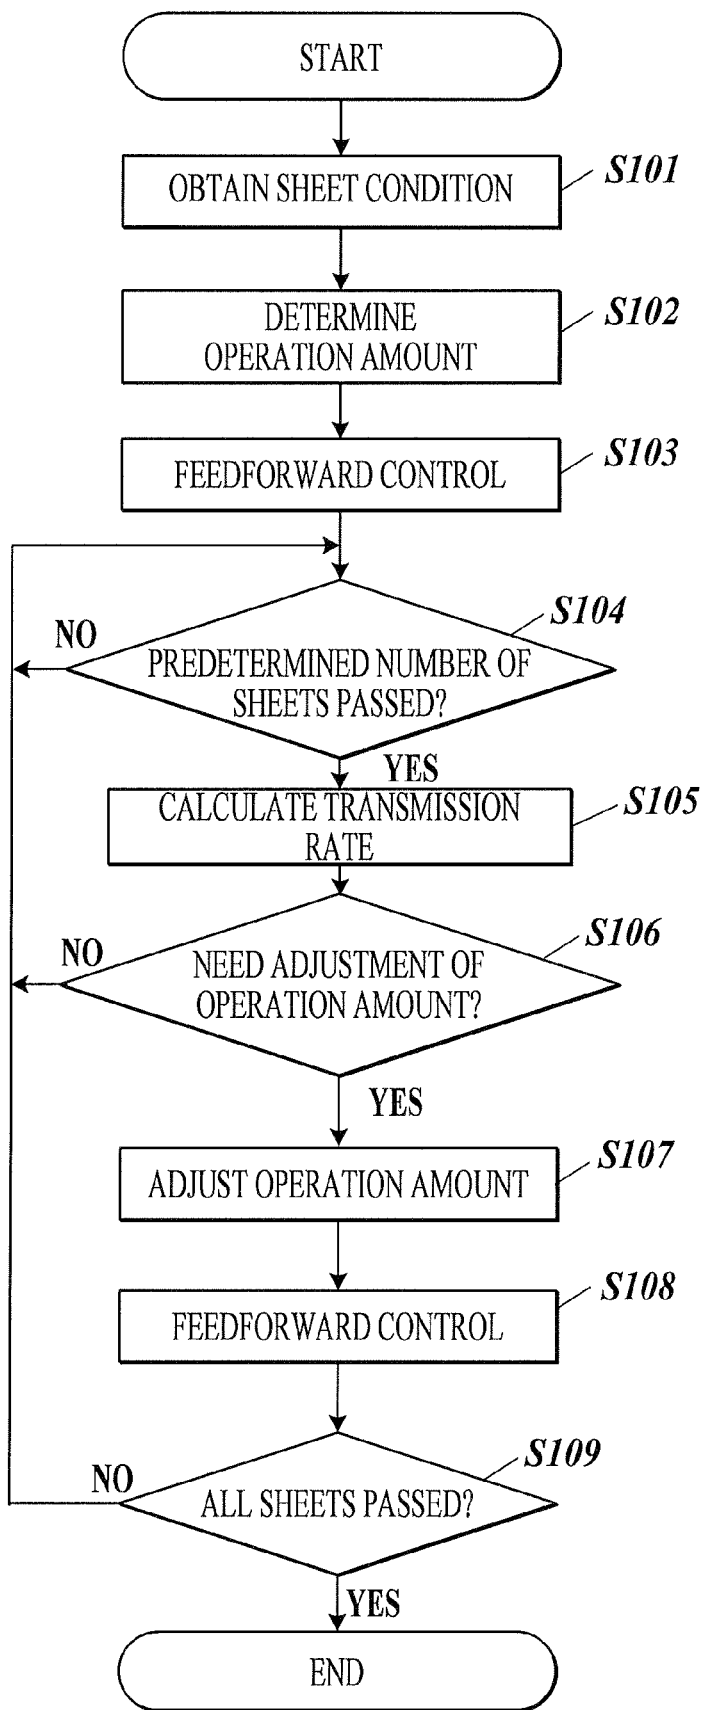 START
OBTAIN SHEET CONDITION
S101
DETERMINE
OPERATION AMOUNT
S102
FEEDFORWARD CONTROL
S103
PREDETERMINED NUMBER OF
SHEETS PASSED?
S104
NO
YES
CALCULATE TRANSMISSION
RATE
S105
NEED ADJUSTMENT OF
OPERATION AMOUNT?
S106
NO
YES
ADJUST OPERATION AMOUNT
S107
FEEDFORWARD CONTROL
S108
ALL SHEETS PASSED?
S109
NO
YES
END